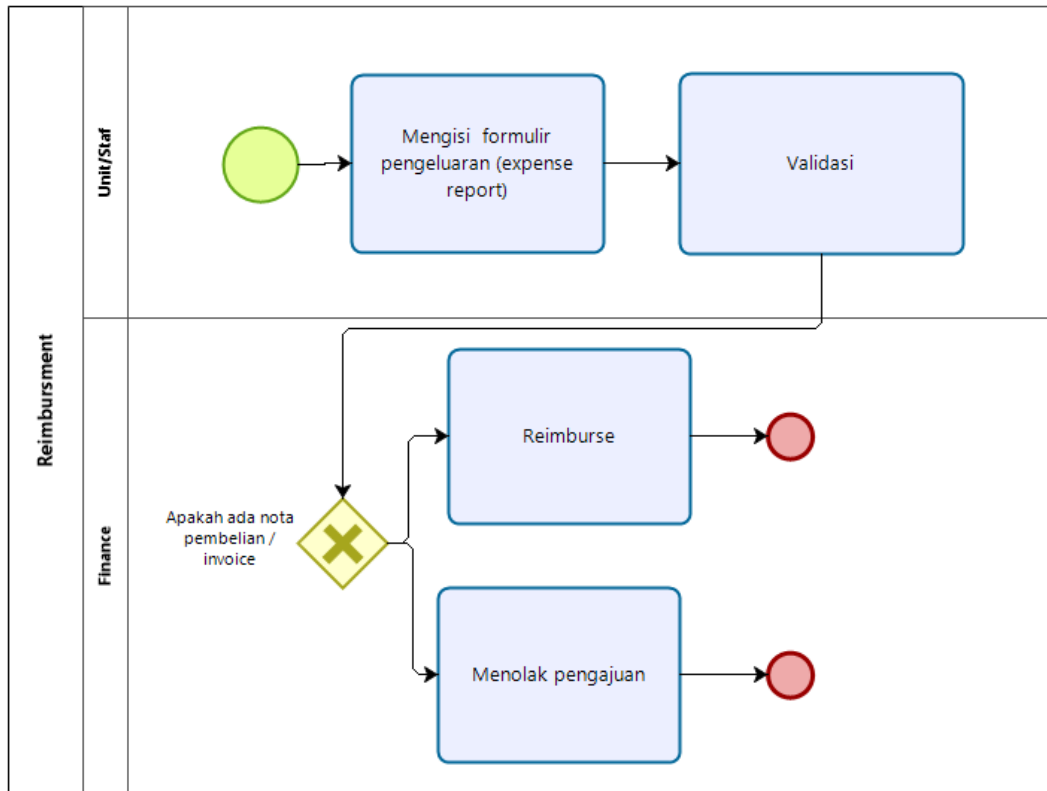 Reimbursment
Unit/Staf
Mengisi formulir
pengeluaran (expense
report)
Validasi
Finance
Apakah ada nota
pembelian /
invoice
Reimburse
Menolak pengajuan